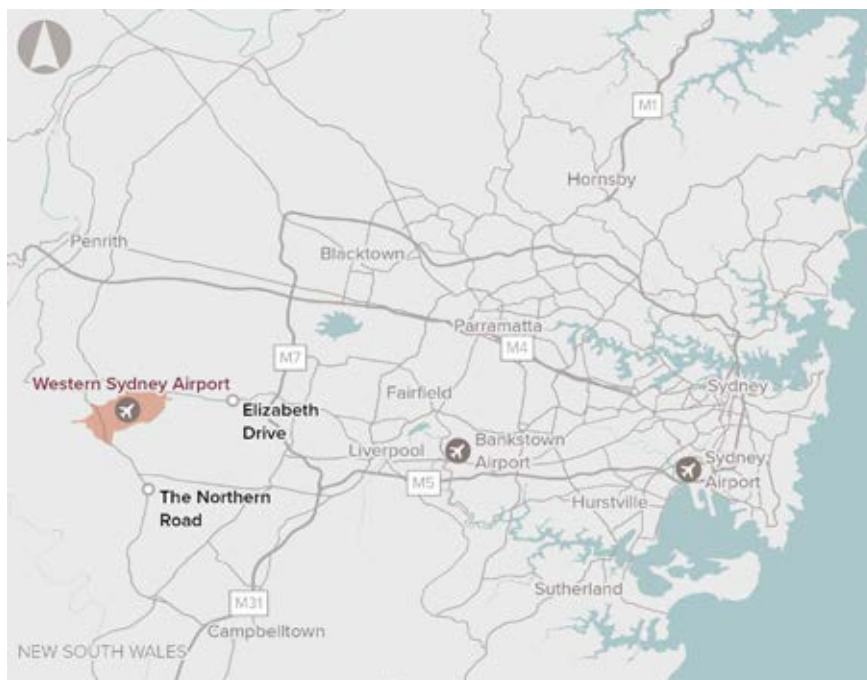 M1
Hornsby
Penrith
Blacktown
Parramatta
M4
M7
Western Sydney Airport
Elizabeth
Drive
Fairfield
Sydney
Liverpool
Bankstown
Airport
Sydney
Airport
M5
The Northern
Road
Hurstville
Sutherland
M31
Campbelltown
NEW SOUTH WALES